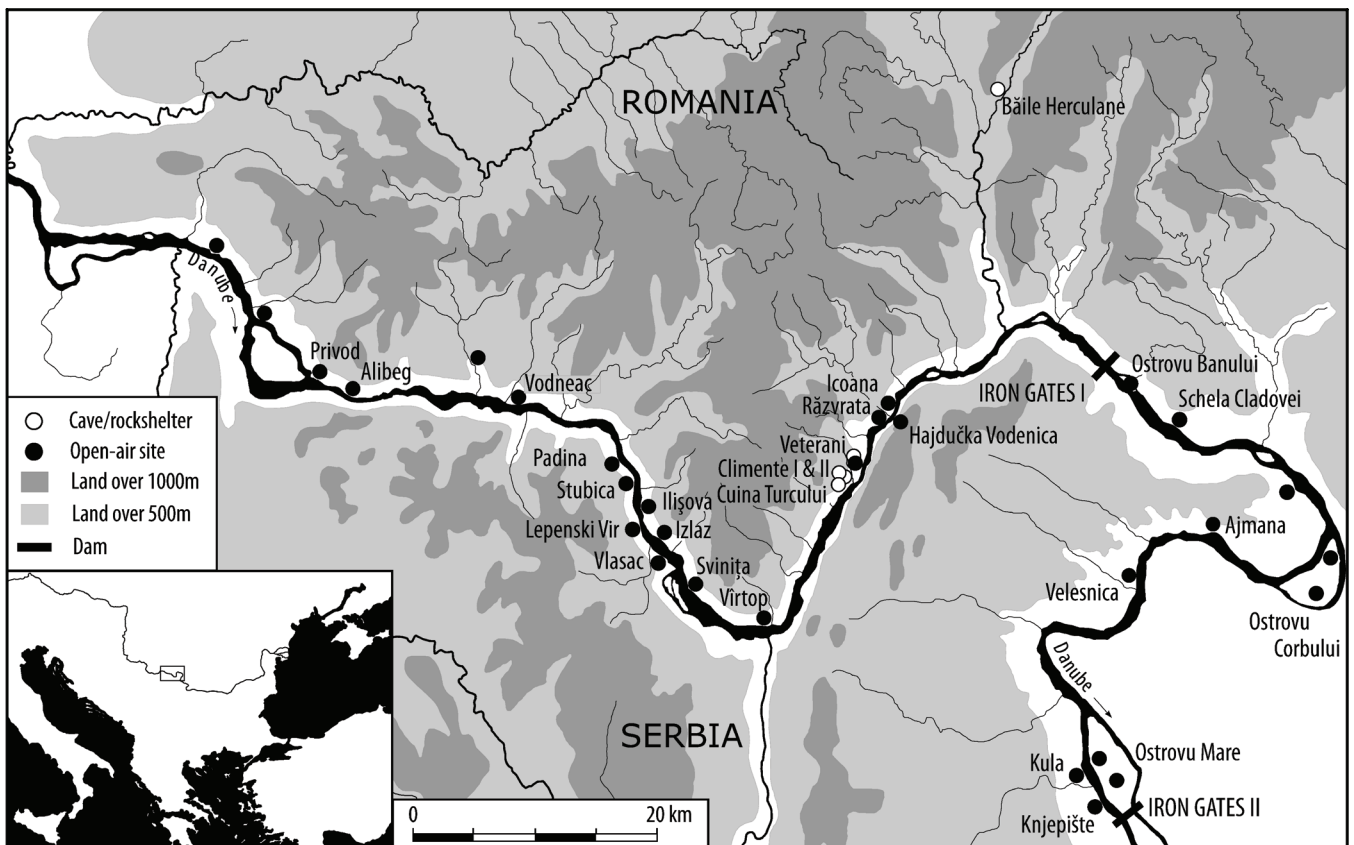 ROMANIA
Băile Herculane
Danube
Privod
Alibeg
Vodneac
Icoana
Răzvrata
Hajdučka Vodenica
IRON GATES I
Ostrovu Banului
Schela Cladovei
Veterani
Climente I & II
Cuina Turcului
Padina
Stubica
Ilişova
Lepenski Vir
Izlaz
Vlasac
Sviniţa
Vîrtop
Ajmana
Velesnica
Ostrovu
Corbului
Danube
SERBIA
Ostrovu Mare
Kula
IRON GATES II
Knjepište
Cave/rockshelter
Open-air site
Land over 1000m
Land over 500m
Dam
0 20 km